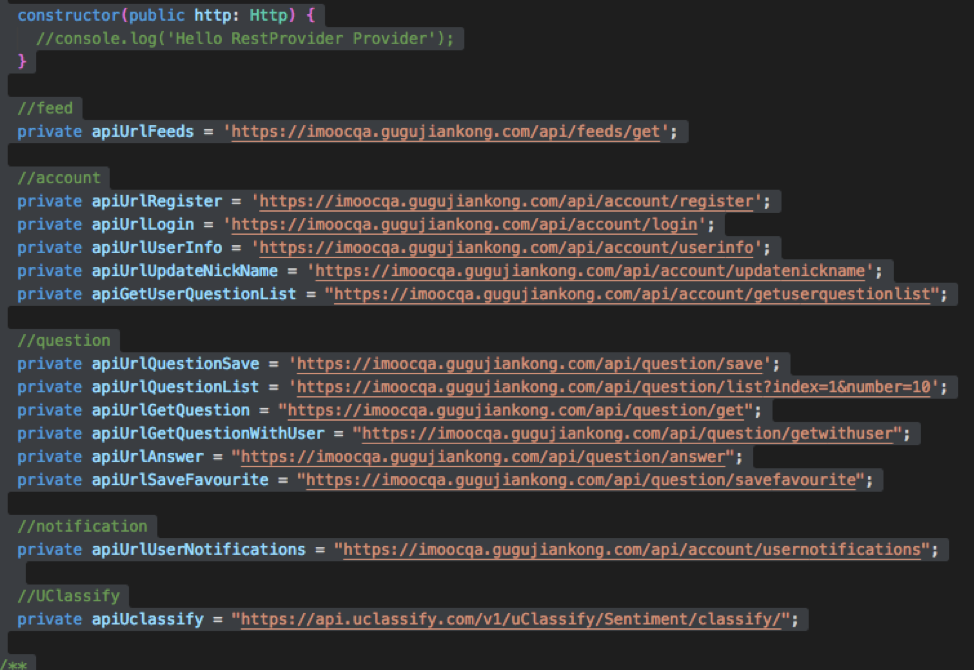 constructor(public http: Http) {
//console.log('Hello RestProvider Provider');
}
//feed
private apiUrlFeeds = 'https://imoocqa.gugujiankong.com/api/feeds/get';
//account
private apiUrlRegister = 'https://imoocqa.gugujiankong.com/api/account/register';
private apiUrlLogin = 'https://imoocqa.gugujiankong.com/api/account/login';
private apiUrlUserInfo = 'https://imoocqa.gugujiankong.com/api/account/userinfo';
private apiUrlUpdateNickName = 'https://imoocqa.gugujiankong.com/api/account/updatenickname';
private apiGetUserQuestionList = "https://imoocqa.gugujiankong.com/api/account/getuserquestionlist";
//question
private apiUrlQuestionSave = 'https://imoocqa.gugujiankong.com/api/question/save';
private apiUrlQuestionList = 'https://imoocqa.gugujiankong.com/api/question/list?index=1&number=10';
private apiUrlGetQuestion = "https://imoocqa.gugujiankong.com/api/question/get";
private apiUrlGetQuestionWithUser = "https://imoocqa.gugujiankong.com/api/question/getwithuser";
private apiUrlAnswer = "https://imoocqa.gugujiankong.com/api/question/answer";
private apiUrlSaveFavourite = "https://imoocqa.gugujiankong.com/api/question/savefavourite";
//notification
private apiUrlUserNotifications = "https://imoocqa.gugujiankong.com/api/account/usernotifications";
//UClassify
private apiUclassify = "https://api.uclassify.com/v1/uClassify/Sentiment/classify/";
/**